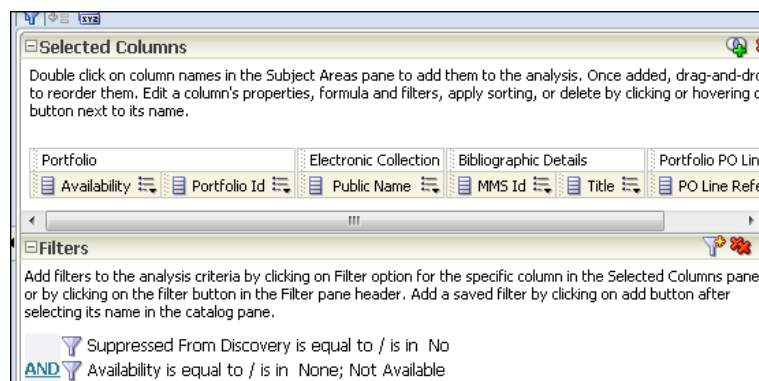 xyz
Selected Columns
Double click on column names in the Subject Areas pane to add them to the analysis. Once added, drag-and-dro
to reorder them. Edit a column's properties, formula and filters, apply sorting, or delete by clicking or hovering o
button next to its name.
Portfolio Electronic Collection Bibliographic Details Portfolio PO Lin
Availability Portfolio Id Public Name MMS Id Title PO Line Refe
Filters
Add filters to the analysis criteria by clicking on Filter option for the specific column in the Selected Columns pane
or by clicking on the filter button in the Filter pane header. Add a saved filter by clicking on add button after
selecting its name in the catalog pane.
Suppressed From Discovery is equal to / is in No
AND Availability is equal to / is in None; Not Available